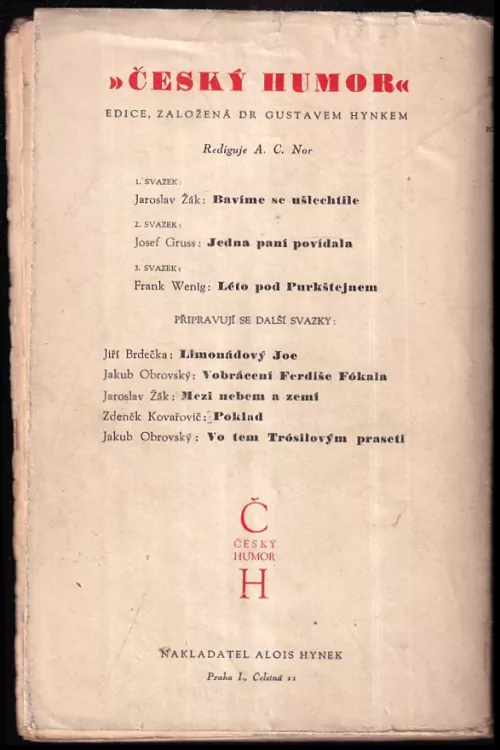 »ČESKÝ HUMOR«
EDICE, ZALOŽENÁ DR GUSTAVEM HYNKEM
Rediguje A. C. Nor
1. SVAZEK:
Jaroslav Žák: Bavíme se ušlechtile
2. SVAZEK:
Josef Gruss: Jedna paní povídala
3. SVAZEK:
Frank Wenig: Léto pod Purkštejnem
PŘIPRAVUJÍ SE DALŠÍ SVAZKY:
Jiří Brdečka: Limonádový Joe
Jakub Obrovský: Vobrácení Ferdiše Fókala
Jaroslav Žák: Mezi nebem a zemí
Zdeněk Kovařovič: Poklad
Jakub Obrovský: Vo tem Trósilovým praseti
Č
ČESKÝ
HUMOR
H
NAKLADATEL ALOIS HYNEK
Praha I., Celetná 11